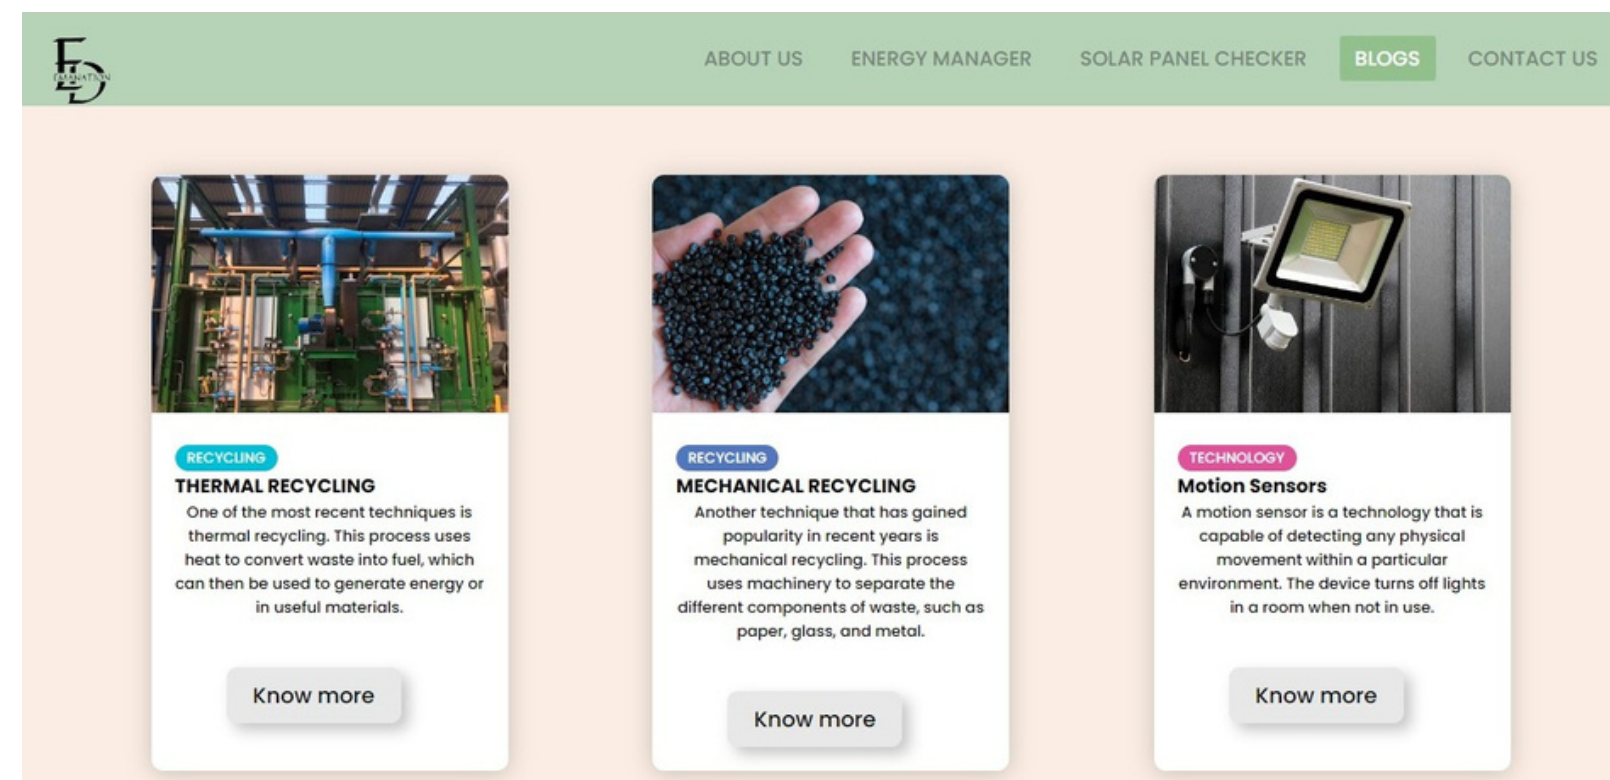 EMANATION
ABOUT US ENERGY MANAGER SOLAR PANEL CHECKER BLOGS CONTACT US
RECYCLING
THERMAL RECYCLING
One of the most recent techniques is
thermal recycling. This process uses
heat to convert waste into fuel, which
can then be used to generate energy or
in useful materials.
Know more
RECYCLING
MECHANICAL RECYCLING
Another technique that has gained
popularity in recent years is
mechanical recycling. This process
uses machinery to separate the
different components of waste, such as
paper, glass, and metal.
Know more
TECHNOLOGY
Motion Sensors
A motion sensor is a technology that is
capable of detecting any physical
movement within a particular
environment. The device turns off lights
in a room when not in use.
Know more